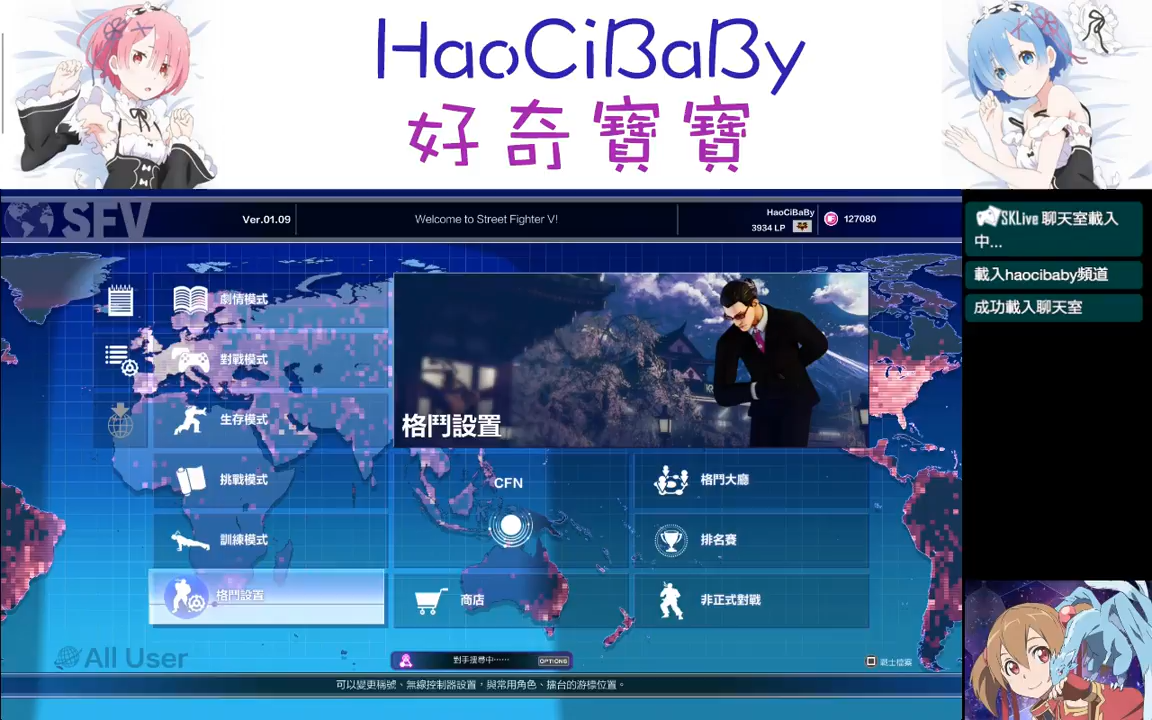 HaoCiBaBy
好奇寶寶
SFV
Ver.01.09
Welcome to Street Fighter V!
HaoCiBaBy
3934 LP
127080
SKLive 聊天室載入
中...
載入haocibaby頻道
成功載入聊天室
劇情模式
對戰模式
生存模式
挑戰模式
訓練模式
格鬥設置
格鬥設置
CFN
商店
格鬥大廳
排名賽
非正式對戰
All User
對手搜尋中……
OPTIONS
戰士檔案
可以變更稱號、無線控制器設置，與常用角色、擂台的游標位置。